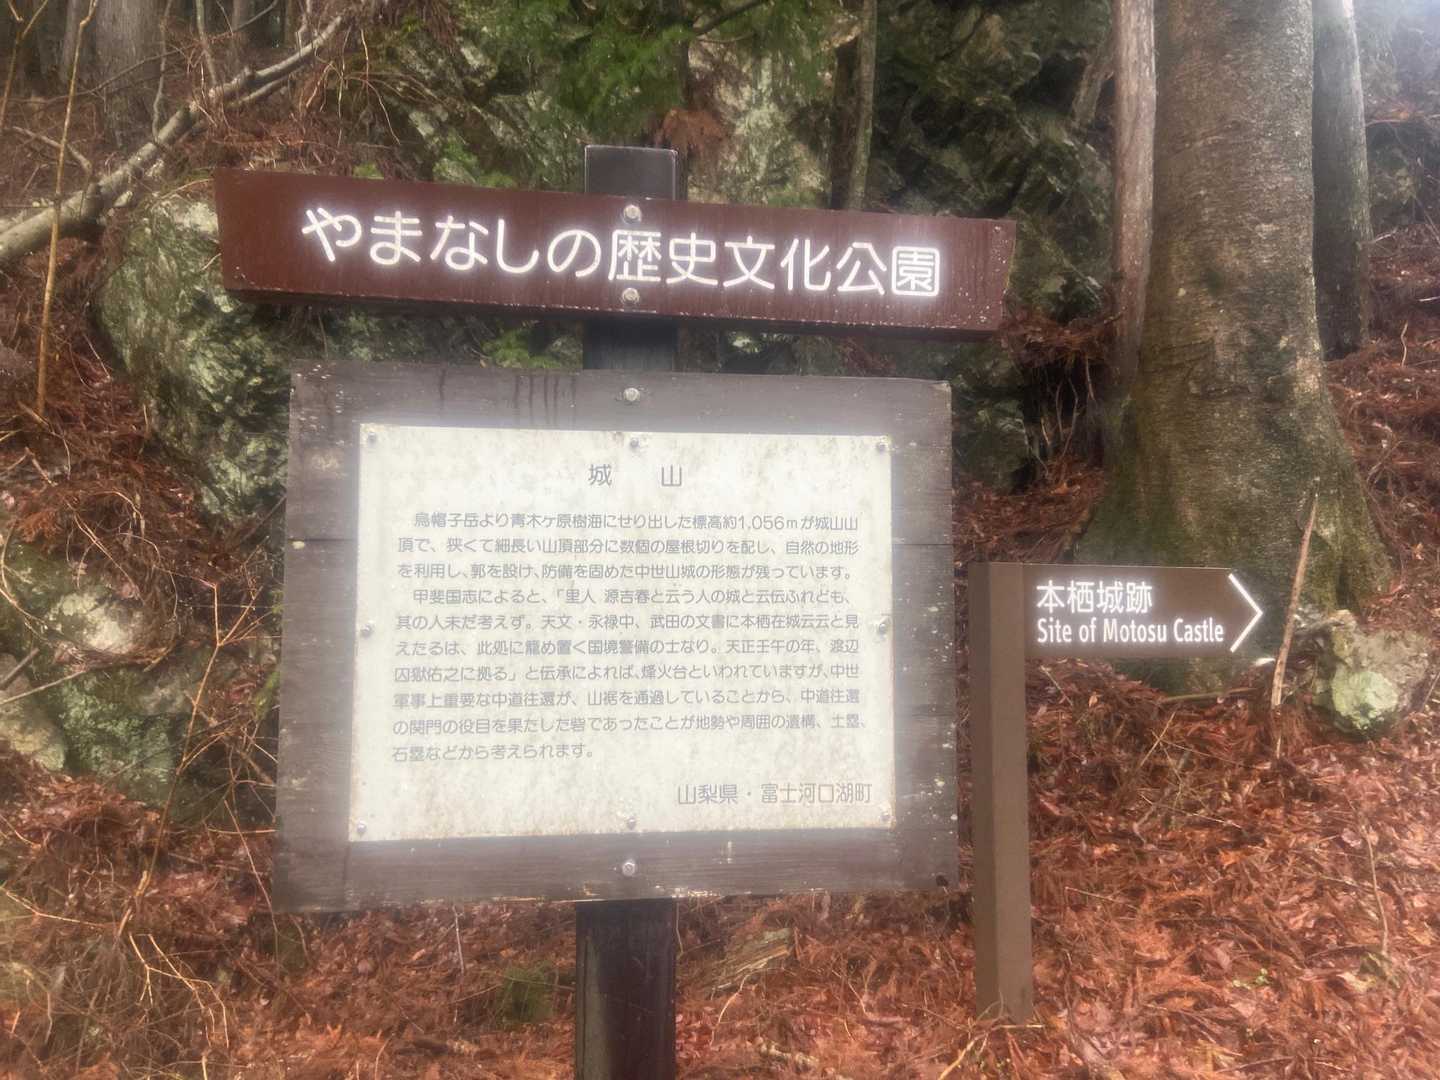 やまなしの歴史文化公園
城　山
烏帽子岳より青木ヶ原樹海にせり出した標高約1,056mが城山山
頂で、狭くて細長い山頂部分に数個の屋根切りを配し、自然の地形
を利用し、郭を設け、防備を固めた中世山城の形態が残っています。
甲斐国志によると、「里人 源吉春と云う人の城と云伝ふれども、
其の人未だ考えず。天文・永禄中、武田の文書に本栖在城云云と見
えたるは、此処に籠め置く国境警備の士なり。天正壬午の年、渡辺
囚獄佑之に拠る」と伝承によれば、烽火台といわれていますが、中世
軍事上重要な中道往還が、山裾を通過していることから、中道往還
の関門の役目を果たした砦であったことが地勢や周囲の遺構、土塁、
石塁などから考えられます。
山梨県・富士河口湖町
本栖城跡
Site of Motosu Castle